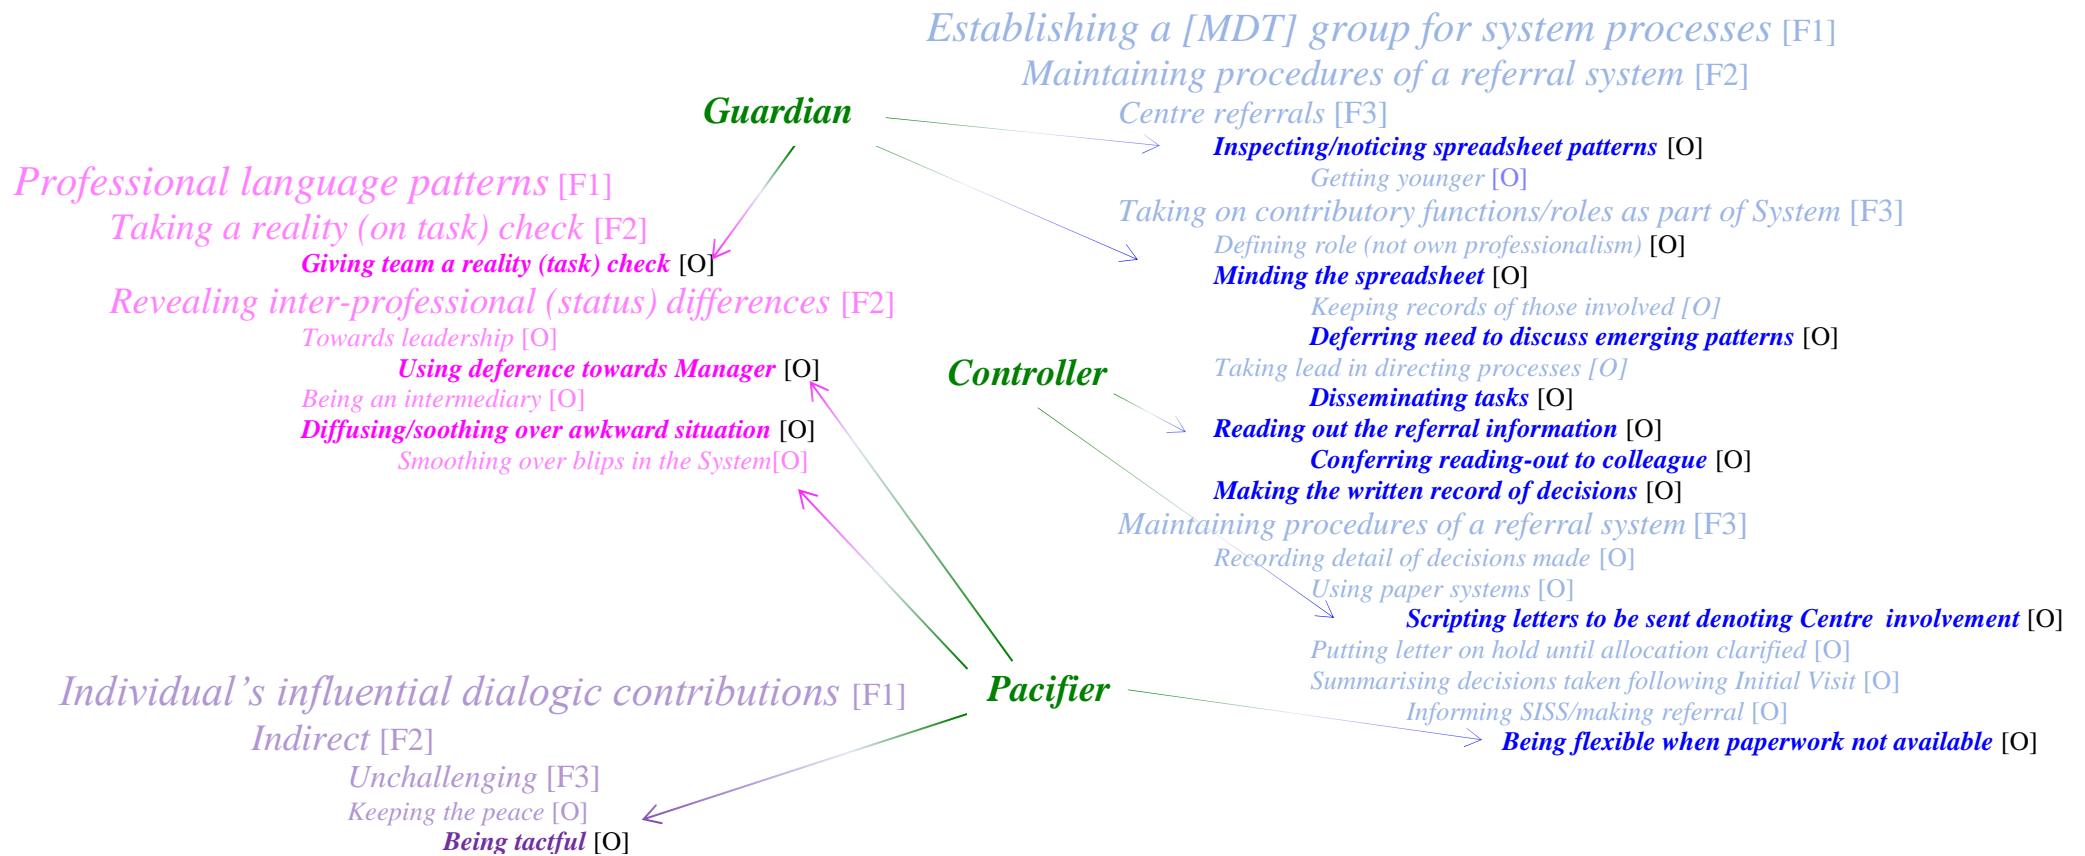 Establishing a [MDT] group for system processes [F1]
Maintaining procedures of a referral system [F2]
Guardian
Centre referrals [F3]
Inspecting/noticing spreadsheet patterns [O]
Getting younger [O]
Taking on contributory functions/roles as part of System [F3]
Defining role (not own professionalism) [O]
Minding the spreadsheet [O]
Keeping records of those involved [O]
Deferring need to discuss emerging patterns [O]
Taking lead in directing processes [O]
Disseminating tasks [O]
Reading out the referral information [O]
Conferring reading-out to colleague [O]
Making the written record of decisions [O]
Maintaining procedures of a referral system [F3]
Recording detail of decisions made [O]
Using paper systems [O]
Scripting letters to be sent denoting Centre involvement [O]
Putting letter on hold until allocation clarified [O]
Summarising decisions taken following Initial Visit [O]
Informing SISS/making referral [O]
Being flexible when paperwork not available [O]
Professional language patterns [F1]
Taking a reality (on task) check [F2]
Giving team a reality (task) check [O]
Revealing inter-professional (status) differences [F2]
Towards leadership [O]
Using deference towards Manager [O]
Being an intermediary [O]
Diffusing/soothing over awkward situation [O]
Smoothing over blips in the System[O]
Controller
Pacifier
Individual’s influential dialogic contributions [F1]
Indirect [F2]
Unchallenging [F3]
Keeping the peace [O]
Being tactful [O]